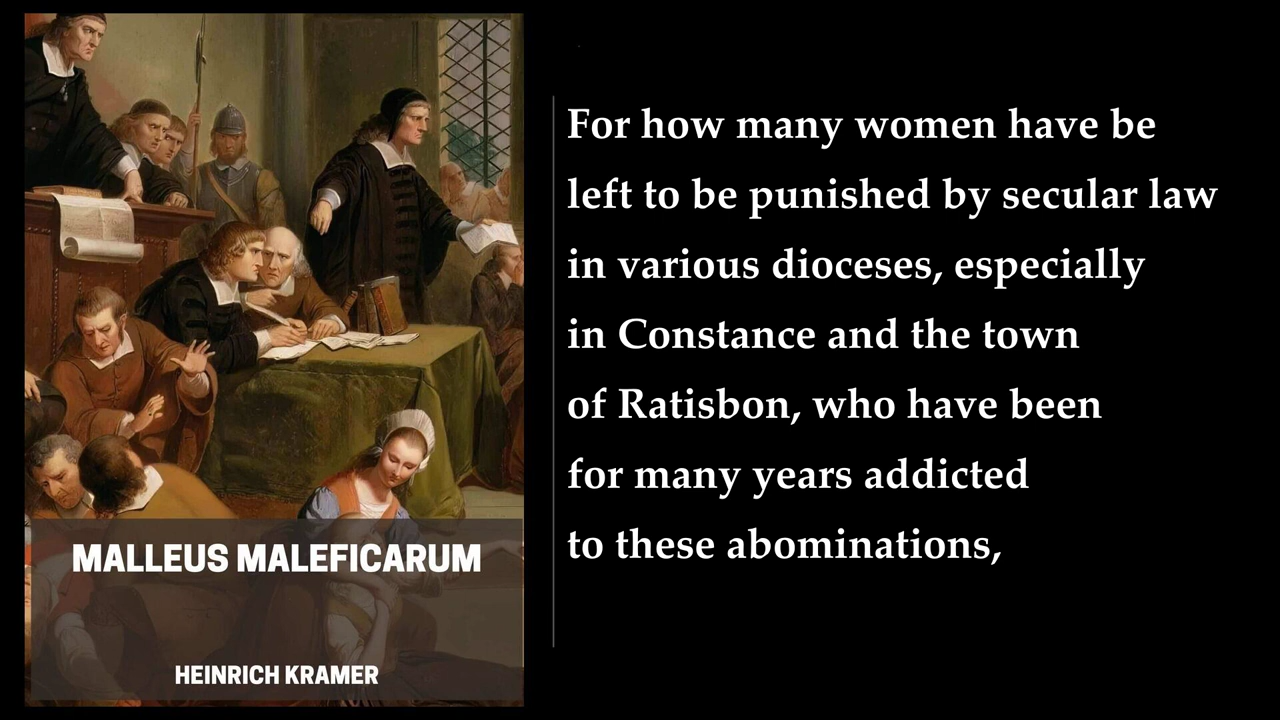 MALLEUS MALEFICARUM
HEINRICH KRAMER
For how many women have be
left to be punished by secular law
in various dioceses, especially
in Constance and the town
of Ratisbon, who have been
for many years addicted
to these abominations,